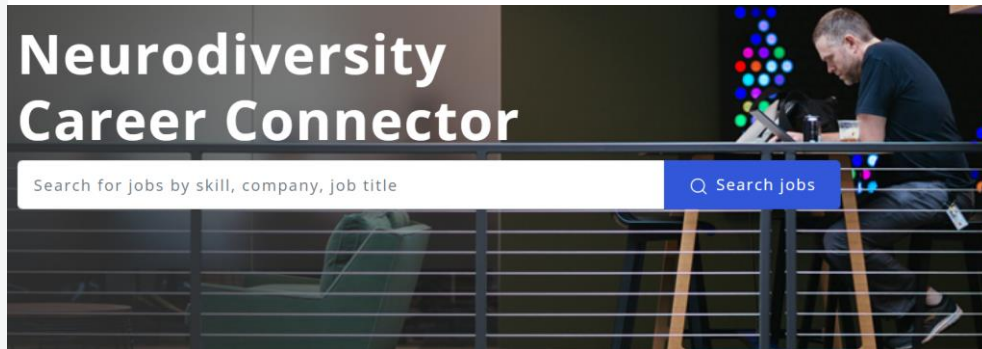 Neurodiversity
Career Connector
Search for jobs by skill, company, job title
Search jobs